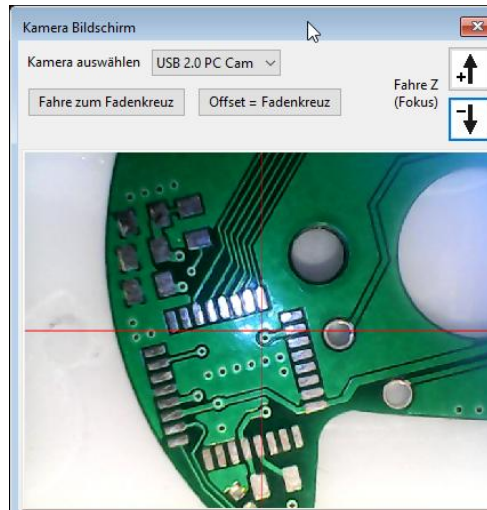 Kamera Bildschirm
Kamera auswählen USB 2.0 PC Cam
Fahre Z
(Fokus)
+
-
Fahre zum Fadenkreuz Offset = Fadenkreuz